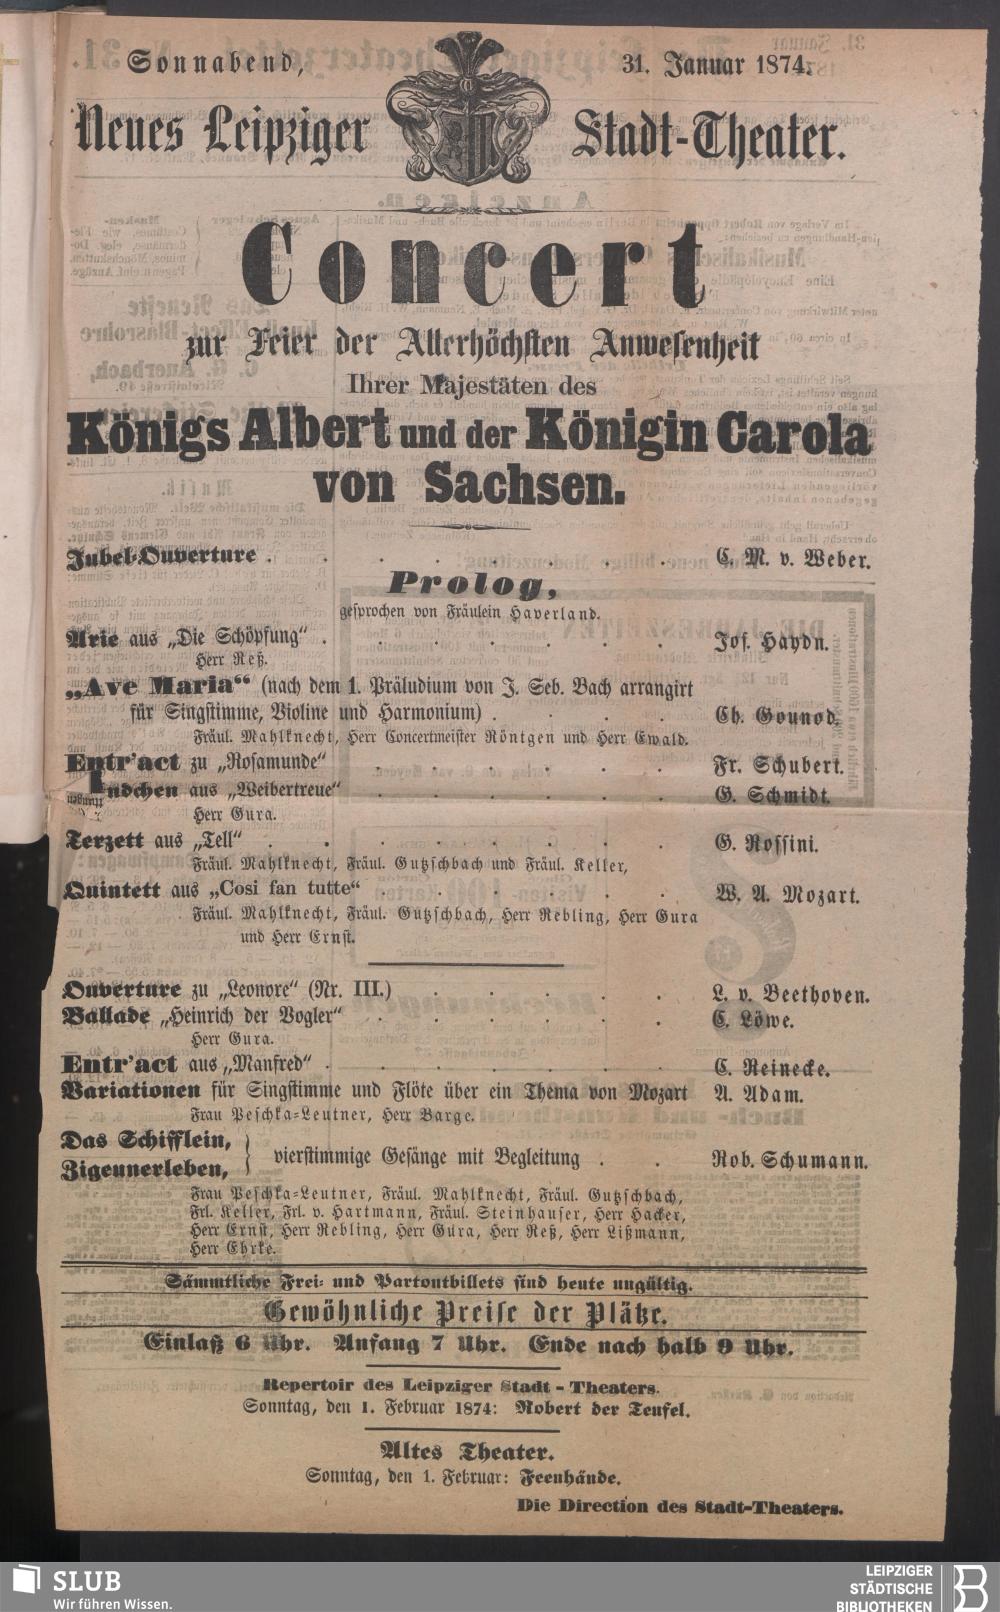 Sonnabend,
31. Januar 1874.
Neues Leipziger Stadt-Theater.
Concert
zur Feier der Allerhöchsten Anwesenheit
Ihrer Majestäten des
Königs Albert und der Königin Carola
von Sachsen.
Jubel-Ouverture . . . . . . . C. M. v. Weber.
Prolog,
gesprochen von Fräulein Haverland.
Arie aus „Die Schöpfung“ . . . . . . Jos. Haydn.
Herr Reß.
„Ave Maria“ (nach dem 1. Präludium von J. Seb. Bach arrangirt
für Singstimme, Violine und Harmonium) . . . . Ch. Gounod.
Fräul. Mahlknecht, Herr Concertmeister Röntgen und Herr Ewald.
Entr'act zu „Rosamunde“ . . . . . . Fr. Schubert.
ndchen aus „Weibertreue“ . . . . . . G. Schmidt.
Herr Gura.
Terzett aus „Tell“ . . . . . . . G. Rossini.
Fräul. Mahlknecht, Fräul. Gutzschbach und Fräul. Keller,
Quintett aus „Cosi fan tutte“ . . . . . . W. A. Mozart.
Fräul. Mahlknecht, Fräul. Gutzschbach, Herr Rebling, Herr Gura
und Herr Ernst.
Ouverture zu „Leonore“ (Nr. III.) . . . . . L. v. Beethoven.
Ballade „Heinrich der Vogler“ . . . . . . C. Löwe.
Herr Gura.
Entr'act aus „Manfred“ . . . . . . . C. Reinecke.
Variationen für Singstimme und Flöte über ein Thema von Mozart A. Adam.
Frau Peschka-Leutner, Herr Barge.
Das Schifflein,
Zigeunerleben, } vierstimmige Gesänge mit Begleitung . . Rob. Schumann.
Frau Peschka-Leutner, Fräul. Mahlknecht, Fräul. Gutzschbach,
Frl. Keller, Frl. v. Hartmann, Fräul. Steinhauser, Herr Hacker,
Herr Ernst, Herr Rebling, Herr Gura, Herr Reß, Herr Lißmann,
Herr Ehrke.
Sämmtliche Frei- und Partoutbillets sind heute ungültig.
Gewöhnliche Preise der Plätze.
Einlaß 6 Uhr. Anfang 7 Uhr. Ende nach halb 9 Uhr.
Repertoir des Leipziger Stadt-Theaters.
Sonntag, den 1. Februar 1874: Robert der Teufel.
Altes Theater.
Sonntag, den 1. Februar: Feenhände.
Die Direction des Stadt-Theaters.
SLUB
Wir führen Wissen.
LEIPZIGER
STÄDTISCHE
BIBLIOTHEKEN